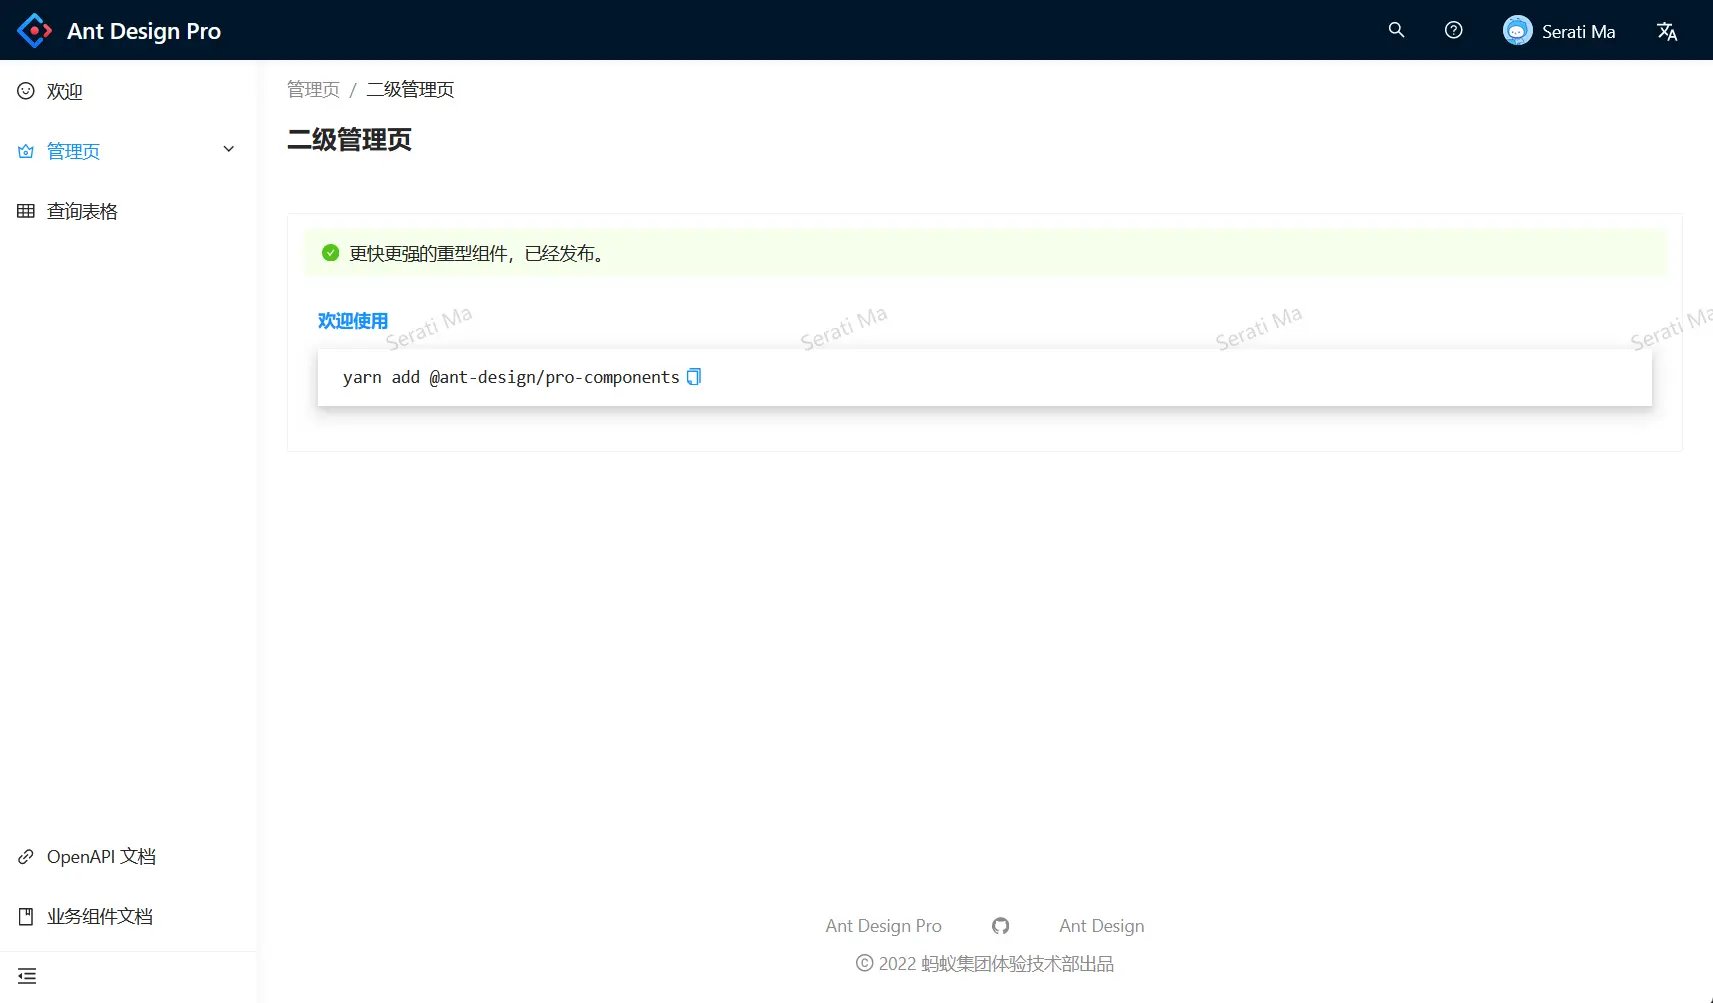 Ant Design Pro
Serati Ma
欢迎
管理页
查询表格
管理页 / 二级管理页
二级管理页
更快更强的重型组件，已经发布。
欢迎使用
Serati Ma
Serati Ma
Serati Ma
Serati Ma
yarn add @ant-design/pro-components
OpenAPI 文档
业务组件文档
Ant Design Pro
Ant Design
© 2022 蚂蚁集团体验技术部出品